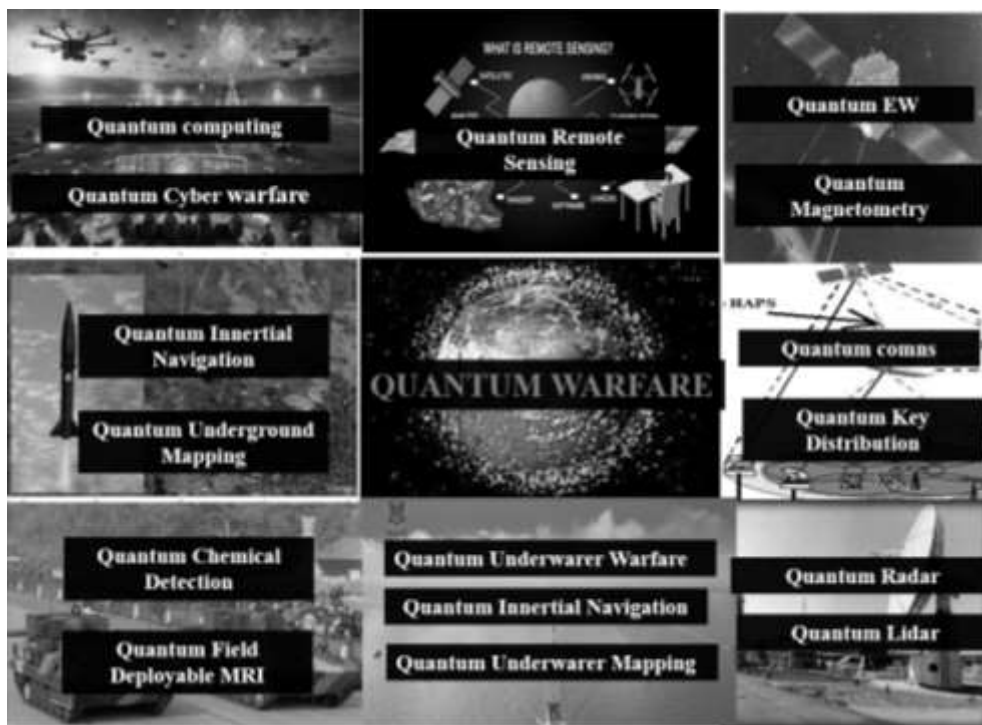 WHAT IS REMOTE SENSING?
SATELLITE
Quantum computing
Quantum Cyber warfare
Quantum Remote
Sensing
SOFTWARE
Quantum EW
Quantum
Magnetometry
Quantum Innertial
Navigation
Quantum Underground
Mapping
QUANTUM WARFARE
HAPS
Quantum comns
Quantum Key
Distribution
Quantum Chemical
Detection
Quantum Field
Deployable MRI
Quantum Underwarer Warfare
Quantum Innertial Navigation
Quantum Underwarer Mapping
Quantum Radar
Quantum Lidar